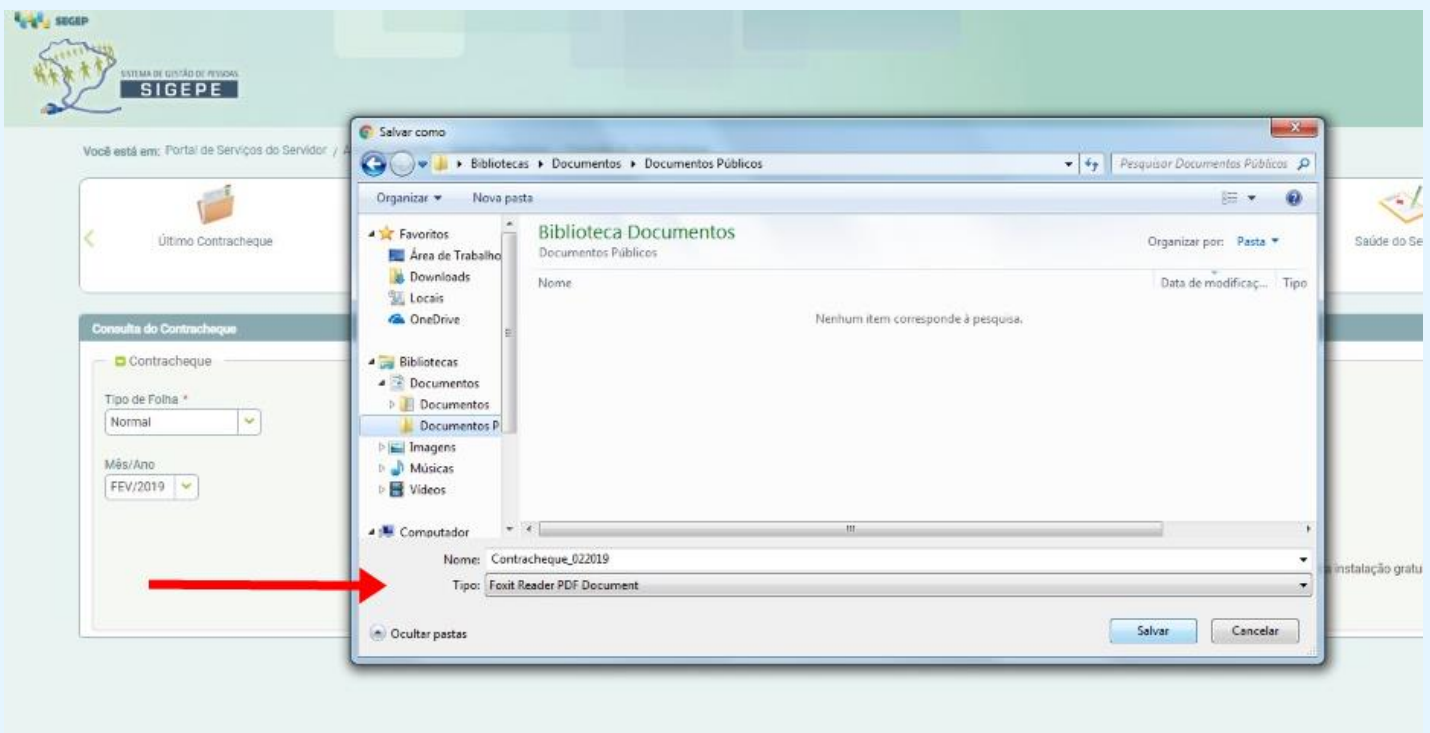 SEGEP
SISTEMA DE GESTÃO DE PESSOAS
SIGEPE
Você está em: Portal de Serviços do Servidor /
Último Contracheque
Saúde do Se
Consulta do Contracheque
Contracheque
Tipo de Folha *
Normal
Mês/Ano
FEV/2019
Salvar como
Bibliotecas
Documentos
Documentos Públicos
Pesquisar Documentos Públicos
Organizar
Nova pasta
Favoritos
Área de Trabalho
Downloads
Locais
OneDrive
Bibliotecas
Documentos
Documentos
Documentos P
Imagens
Músicas
Vídeos
Computador
Biblioteca Documentos
Documentos Públicos
Organizar por: Pasta
Nome
Data de modificaç...
Tipo
Nenhum item corresponde à pesquisa.
Nome: Contracheque_022019
Tipo: Foxit Reader PDF Document
Ocultar pastas
Salvar
Cancelar
instalação gratu